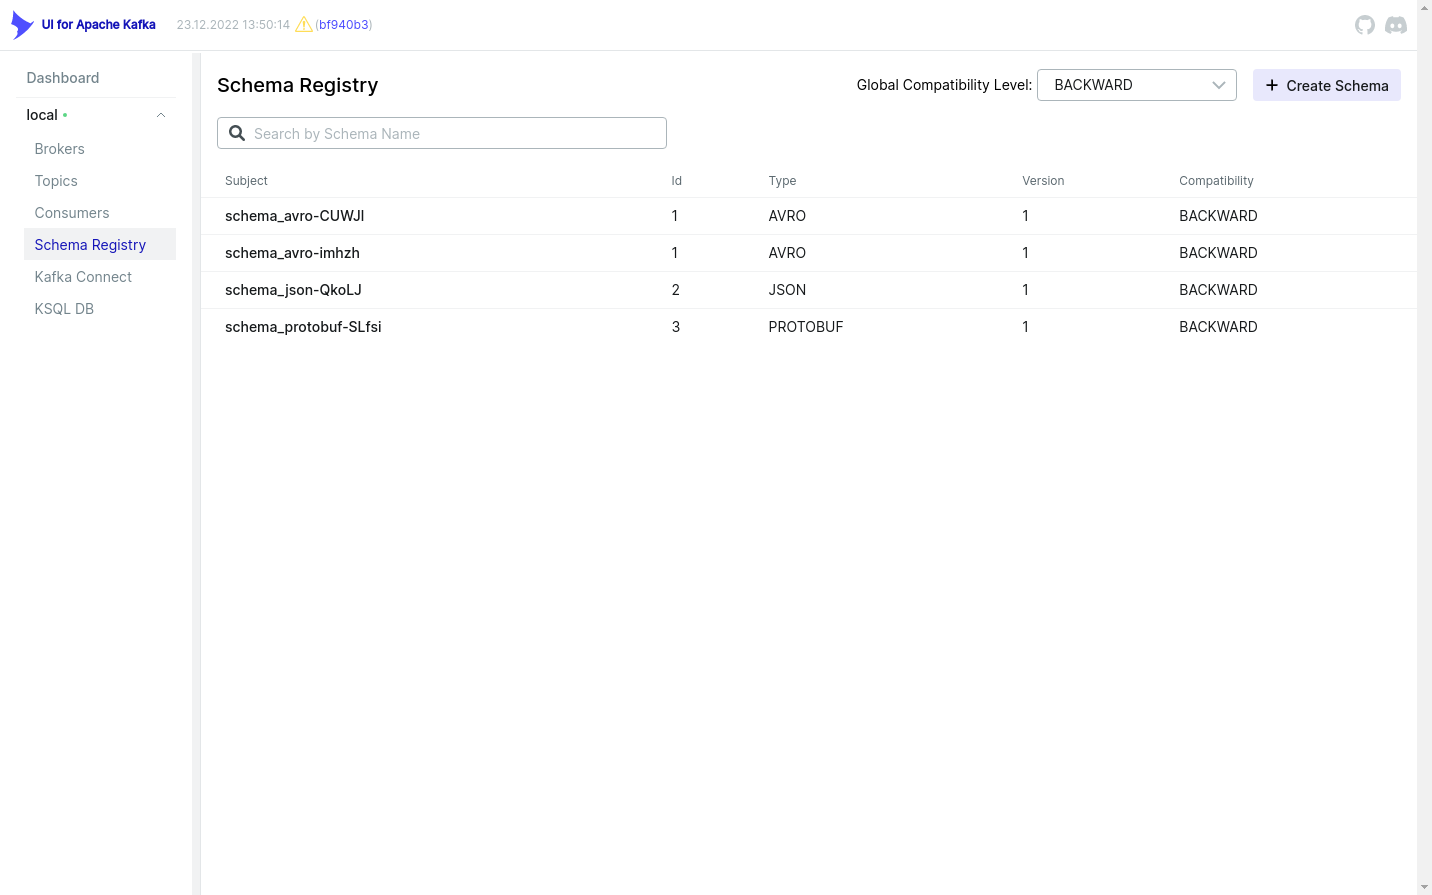 UI for Apache Kafka 23.12.2022 13:50:14 (bf940b3)
Dashboard
local
Brokers
Topics
Consumers
Schema Registry
Kafka Connect
KSQL DB
Schema Registry
Global Compatibility Level: BACKWARD Create Schema
Search by Schema Name
Subject Id Type Version Compatibility
schema_avro-CUWJl 1 AVRO 1 BACKWARD
schema_avro-imhzh 1 AVRO 1 BACKWARD
schema_json-QkoLJ 2 JSON 1 BACKWARD
schema_protobuf-SLfsi 3 PROTOBUF 1 BACKWARD